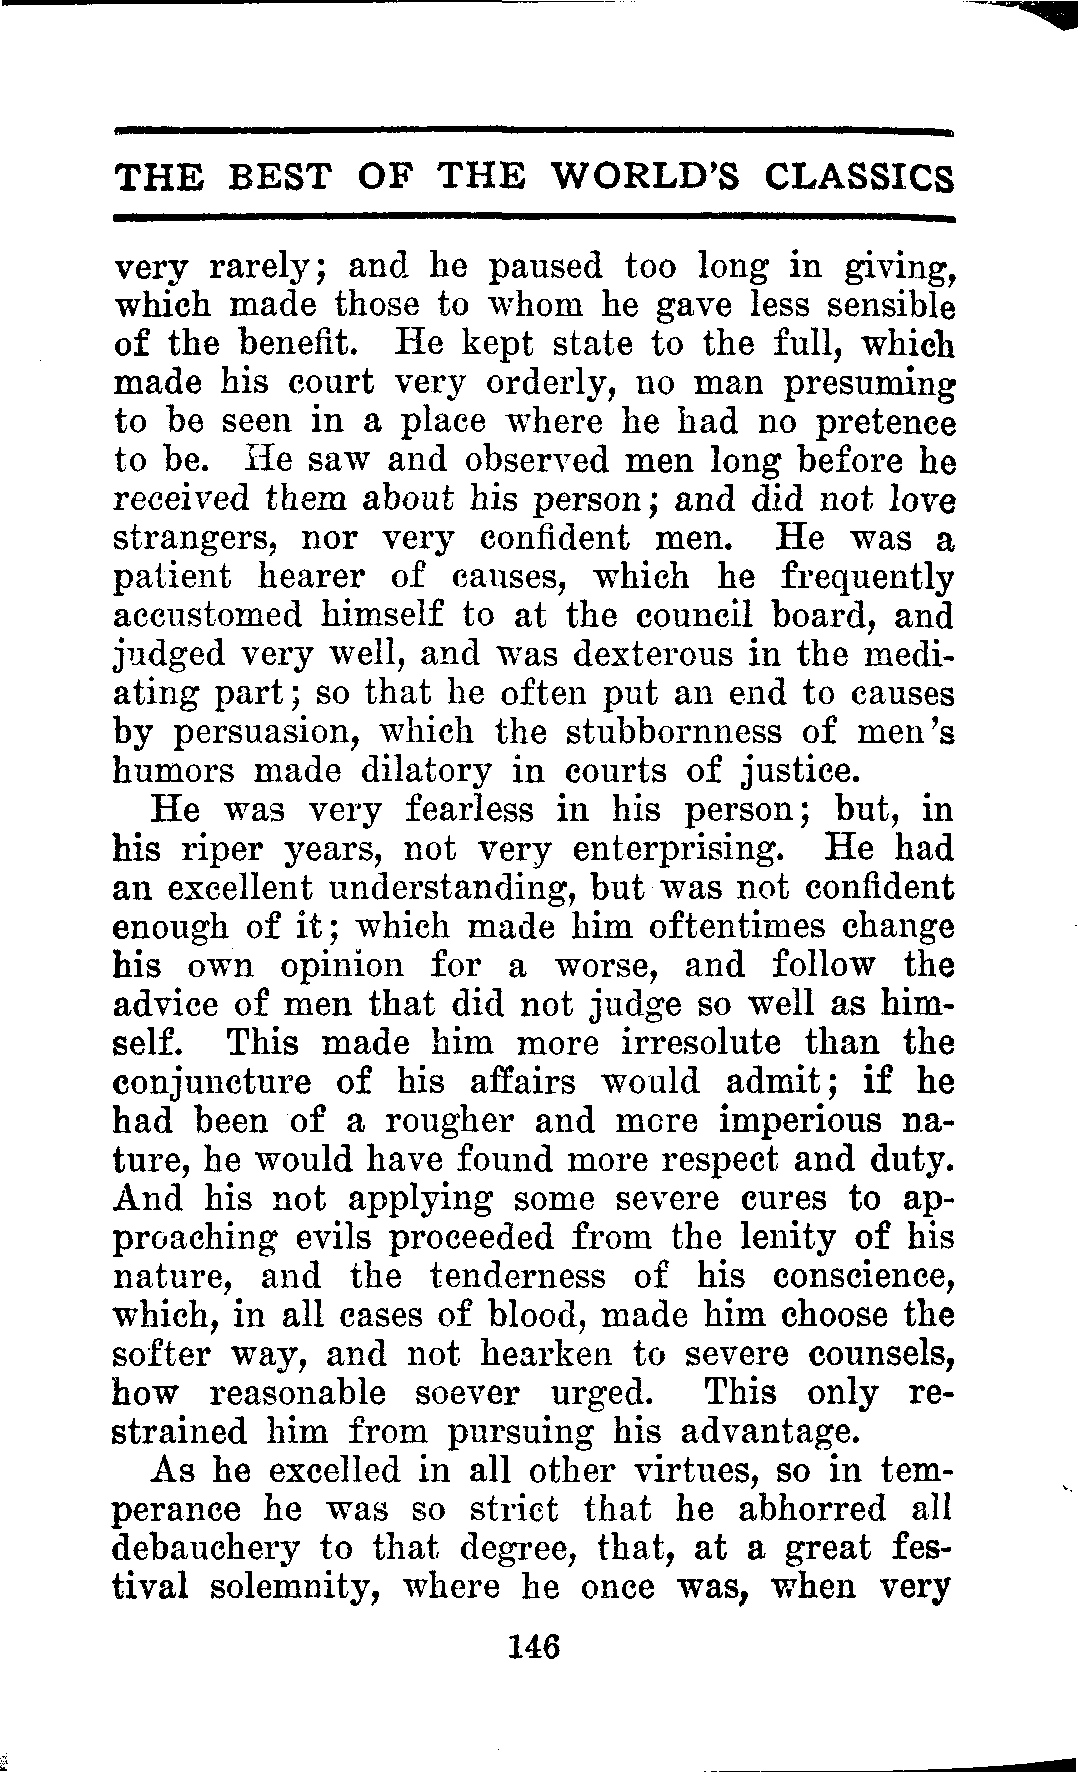 THE BEST OF THE WORLD'S CLASSICS
very rarely; and he paused too long in giving,
which made those to whom he gave less sensible
of the benefit. He kept state to the full, which
made his court very orderly, no man presuming
to be seen in a place where he had no pretence
to be. He saw and observed men long before he
received them about his person; and did not love
strangers, nor very confident men. He was a
patient hearer of causes, which he frequently
accustomed himself to at the council board, and
judged very well, and was dexterous in the medi-
ating part; so that he often put an end to causes
by persuasion, which the stubbornness of men's
humors made dilatory in courts of justice.
He was very fearless in his person; but, in
his riper years, not very enterprising. He had
an excellent understanding, but was not confident
enough of it; which made him oftentimes change
his own opinion for a worse, and follow the
advice of men that did not judge so well as him-
self. This made him more irresolute than the
conjuncture of his affairs would admit; if he
had been of a rougher and more imperious na-
ture, he would have found more respect and duty.
And his not applying some severe cures to ap-
proaching evils proceeded from the lenity of his
nature, and the tenderness of his conscience,
which, in all cases of blood, made him choose the
softer way, and not hearken to severe counsels,
how reasonable soever urged. This only re-
strained him from pursuing his advantage.
As he excelled in all other virtues, so in tem-
perance he was so strict that he abhorred all
debauchery to that degree, that, at a great fes-
tival solemnity, where he once was, when very
146